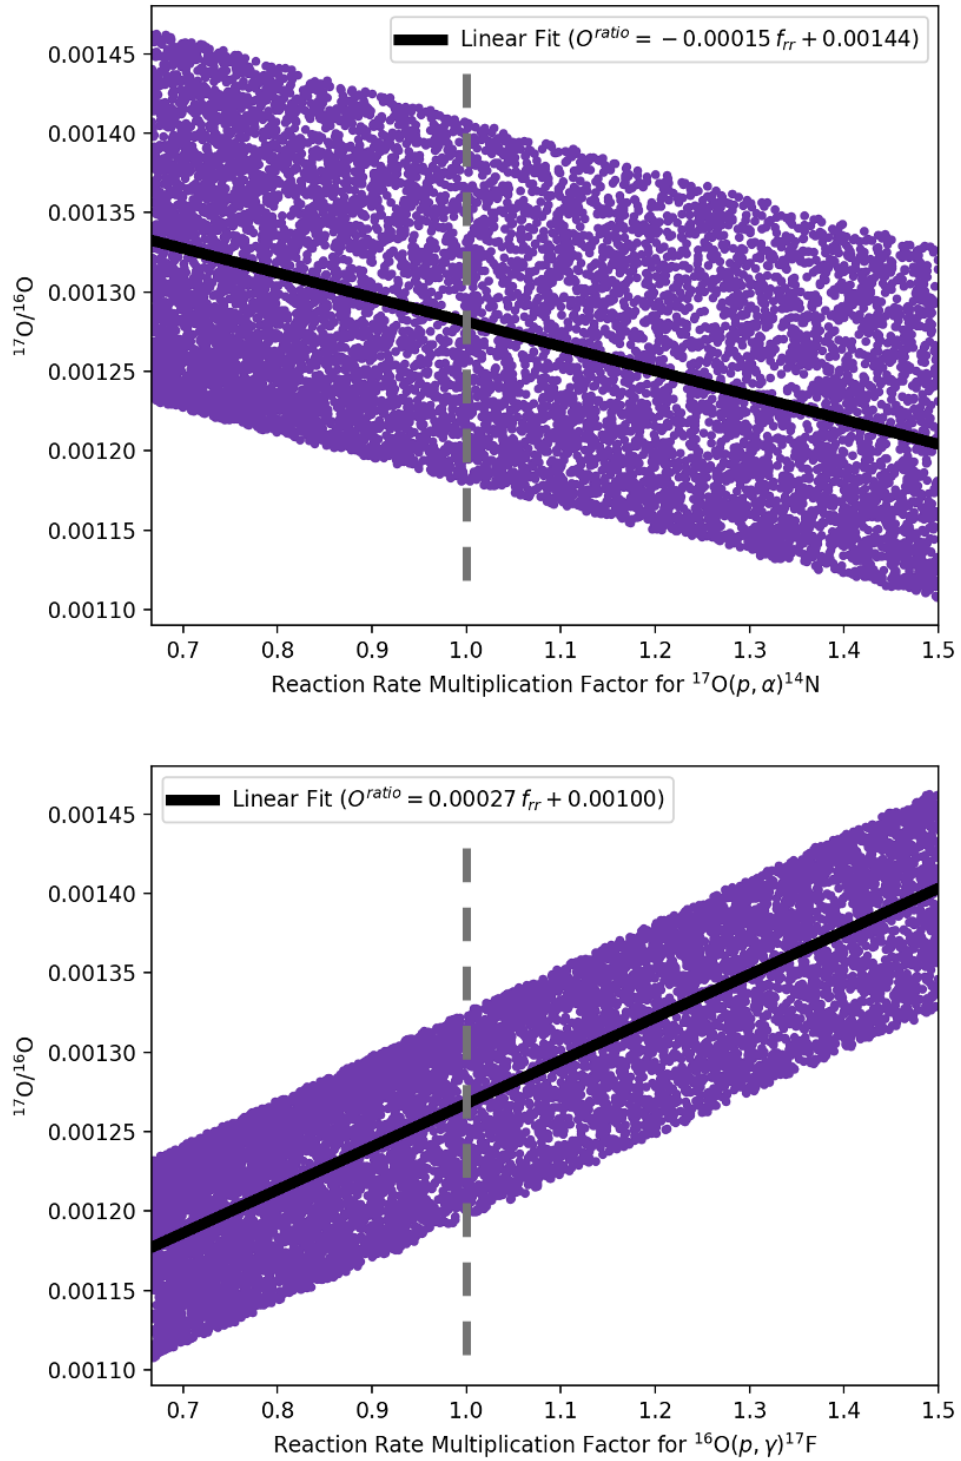 Linear Fit (O^ratio = − 0.00015 f_rr + 0.00144)
0.00145
0.00140
0.00135
0.00130
0.00125
0.00120
0.00115
0.00110
¹⁷O/¹⁶O
0.7 0.8 0.9 1.0 1.1 1.2 1.3 1.4 1.5
Reaction Rate Multiplication Factor for ¹⁷O(p, α)¹⁴N
Linear Fit (O^ratio = 0.00027 f_rr + 0.00100)
0.00145
0.00140
0.00135
0.00130
0.00125
0.00120
0.00115
0.00110
¹⁷O/¹⁶O
0.7 0.8 0.9 1.0 1.1 1.2 1.3 1.4 1.5
Reaction Rate Multiplication Factor for ¹⁶O(p, γ)¹⁷F